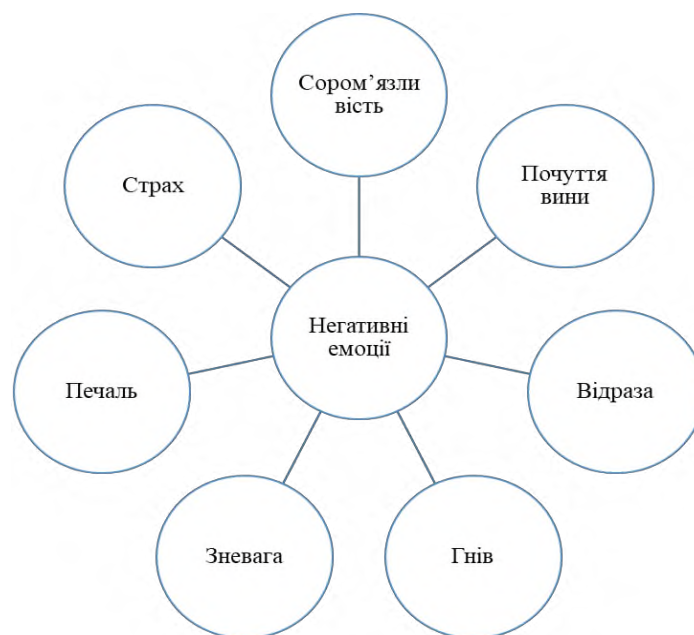 Сором’язли
вість
Почуття
вини
Страх
Негативні
емоції
Печаль
Відраза
Зневага
Гнів